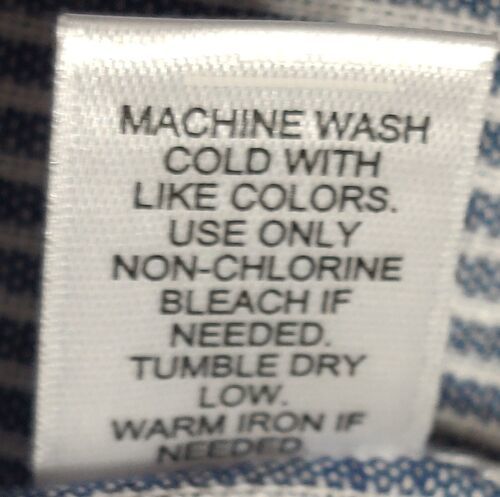 MACHINE WASH
COLD WITH
LIKE COLORS.
USE ONLY
NON-CHLORINE
BLEACH IF
NEEDED.
TUMBLE DRY
LOW.
WARM IRON IF
NEEDED